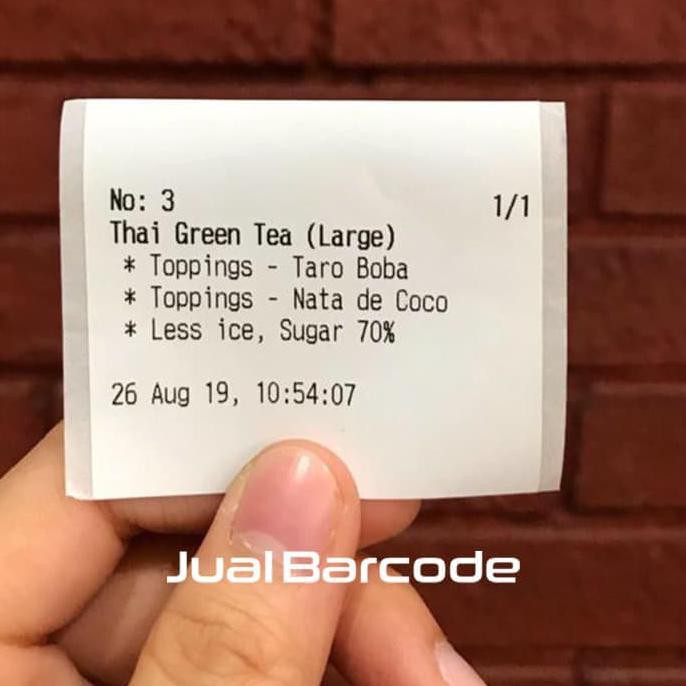 No: 3 1/1
Thai Green Tea (Large)
* Toppings - Taro Boba
* Toppings - Nata de Coco
* Less ice, Sugar 70%
26 Aug 19, 10:54:07
Jual Barcode